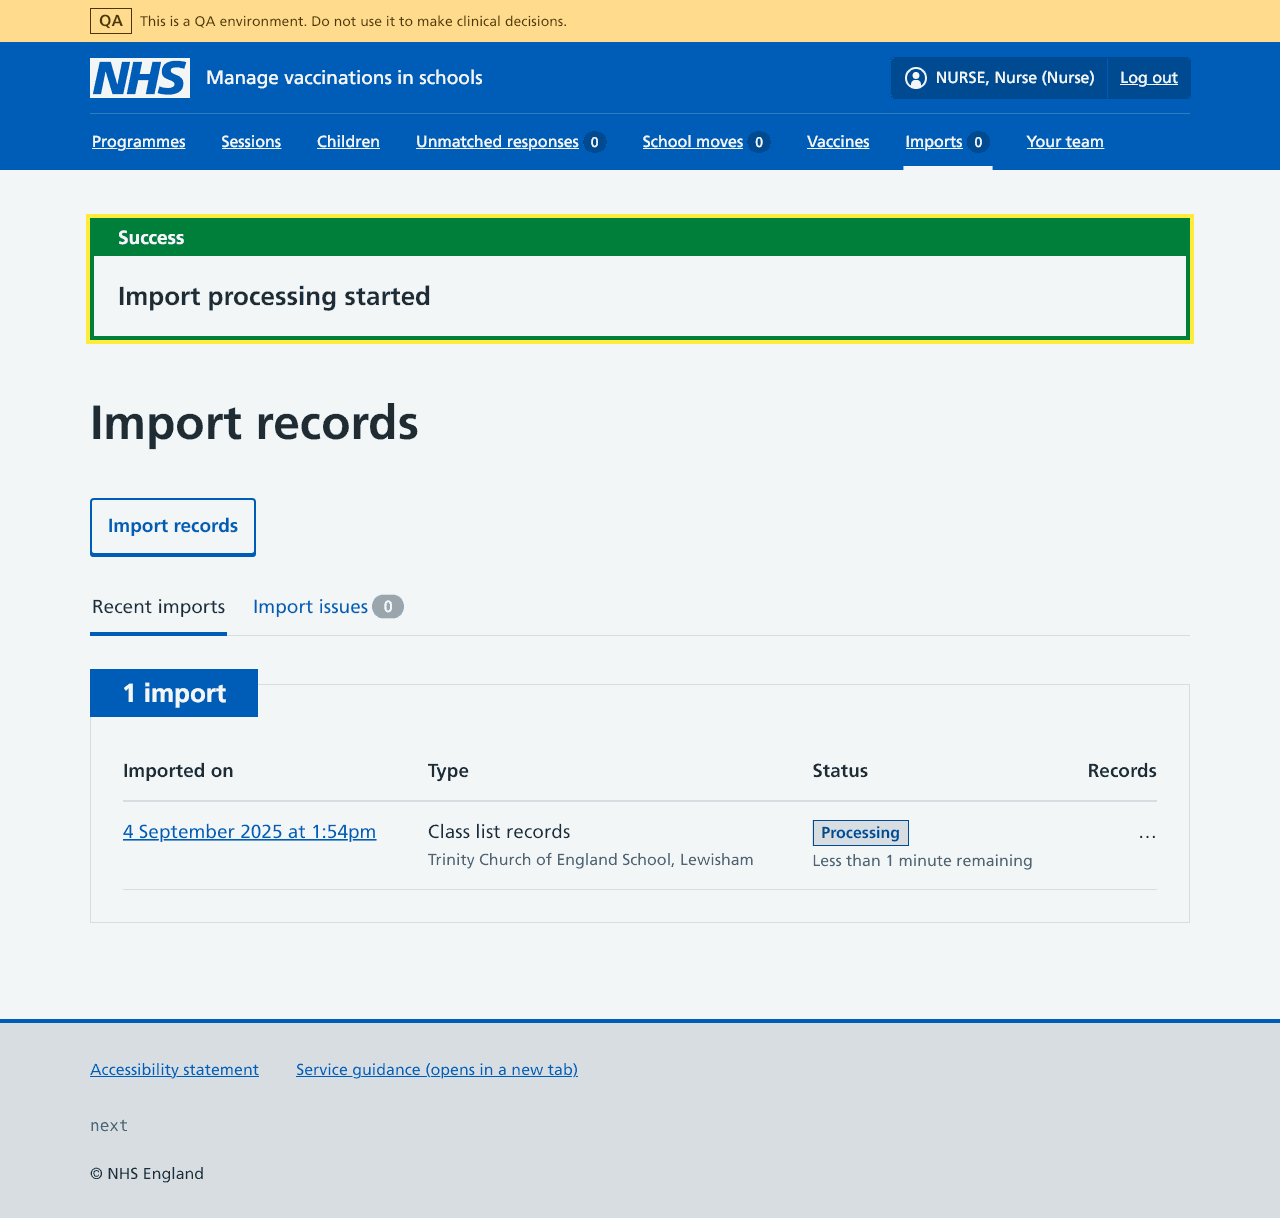 QA This is a QA environment. Do not use it to make clinical decisions.
NHS Manage vaccinations in schools NURSE, Nurse (Nurse) Log out
Programmes Sessions Children Unmatched responses 0 School moves 0 Vaccines Imports 0 Your team
Success
Import processing started
Import records
Import records
Recent imports Import issues 0
1 import
Imported on Type Status Records
4 September 2025 at 1:54pm Class list records Processing ...
Trinity Church of England School, Lewisham Less than 1 minute remaining
Accessibility statement Service guidance (opens in a new tab)
next
© NHS England